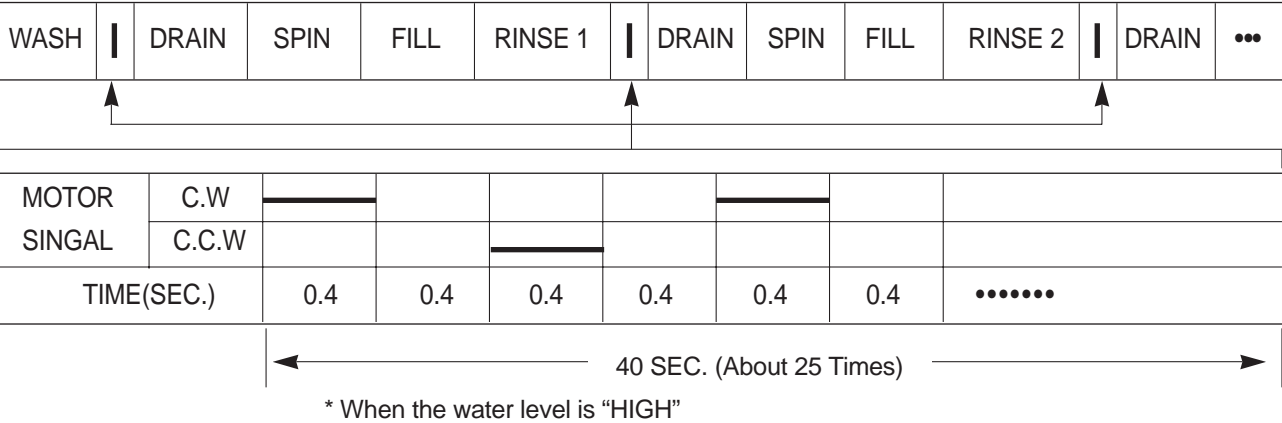 WASH DRAIN SPIN FILL RINSE 1 DRAIN SPIN FILL RINSE 2 DRAIN •••
MOTOR C.W
SINGAL C.C.W
TIME(SEC.) 0.4 0.4 0.4 0.4 0.4 0.4 •••••••
40 SEC. (About 25 Times)
* When the water level is “HIGH”